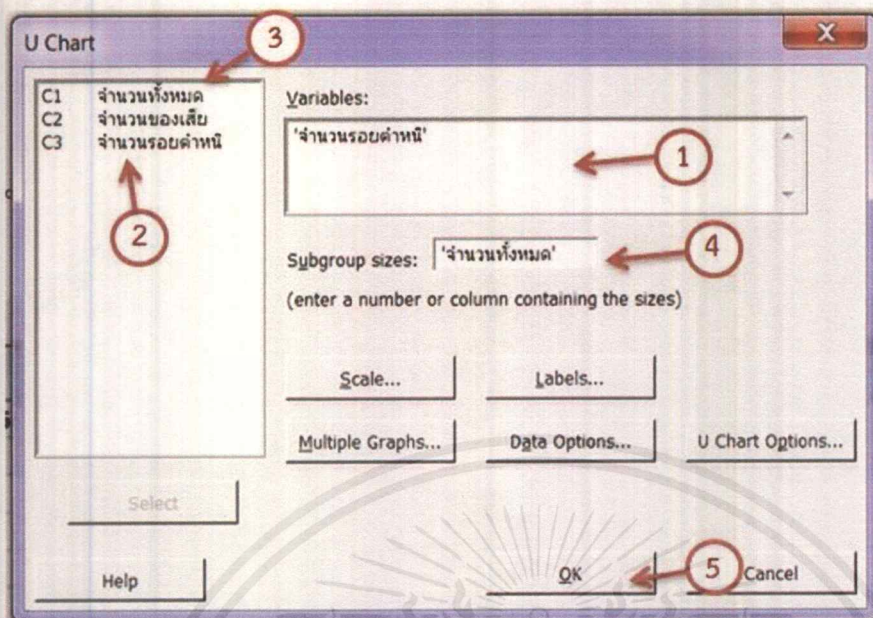 U Chart
3
C1 จำนวนทั้งหมด
C2 จำนวนของเสีย
C3 จำนวนรอยตำหนิ
2
Variables:
'จำนวนรอยตำหนิ'
1
Subgroup sizes: 'จำนวนทั้งหมด'
4
(enter a number or column containing the sizes)
Scale... Labels...
Multiple Graphs... Data Options... U Chart Options...
Select
Help OK 5 Cancel